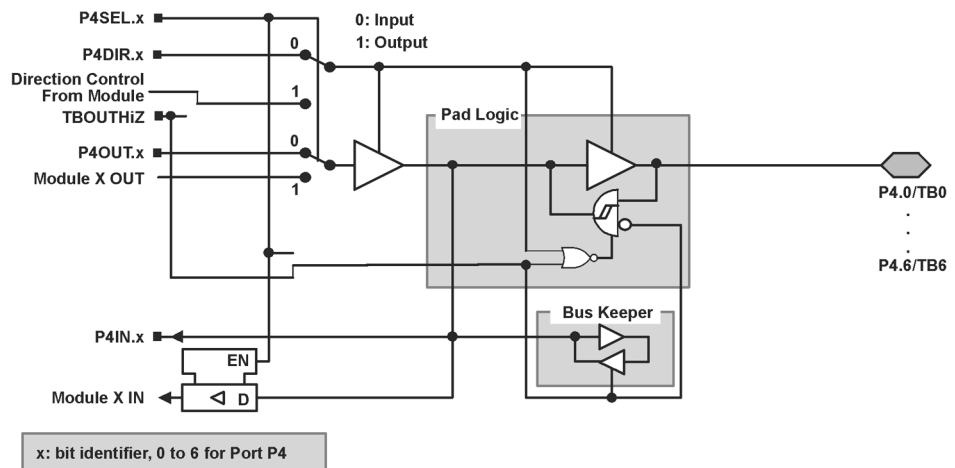 P4SEL.x
0: Input
1: Output
P4DIR.x
0
Direction Control
From Module
1
TBOUTHiZ
Pad Logic
P4OUT.x
0
Module X OUT
1
P4.0/TB0
.
.
.
P4.6/TB6
Bus Keeper
P4IN.x
EN
Module X IN
D
x: bit identifier, 0 to 6 for Port P4